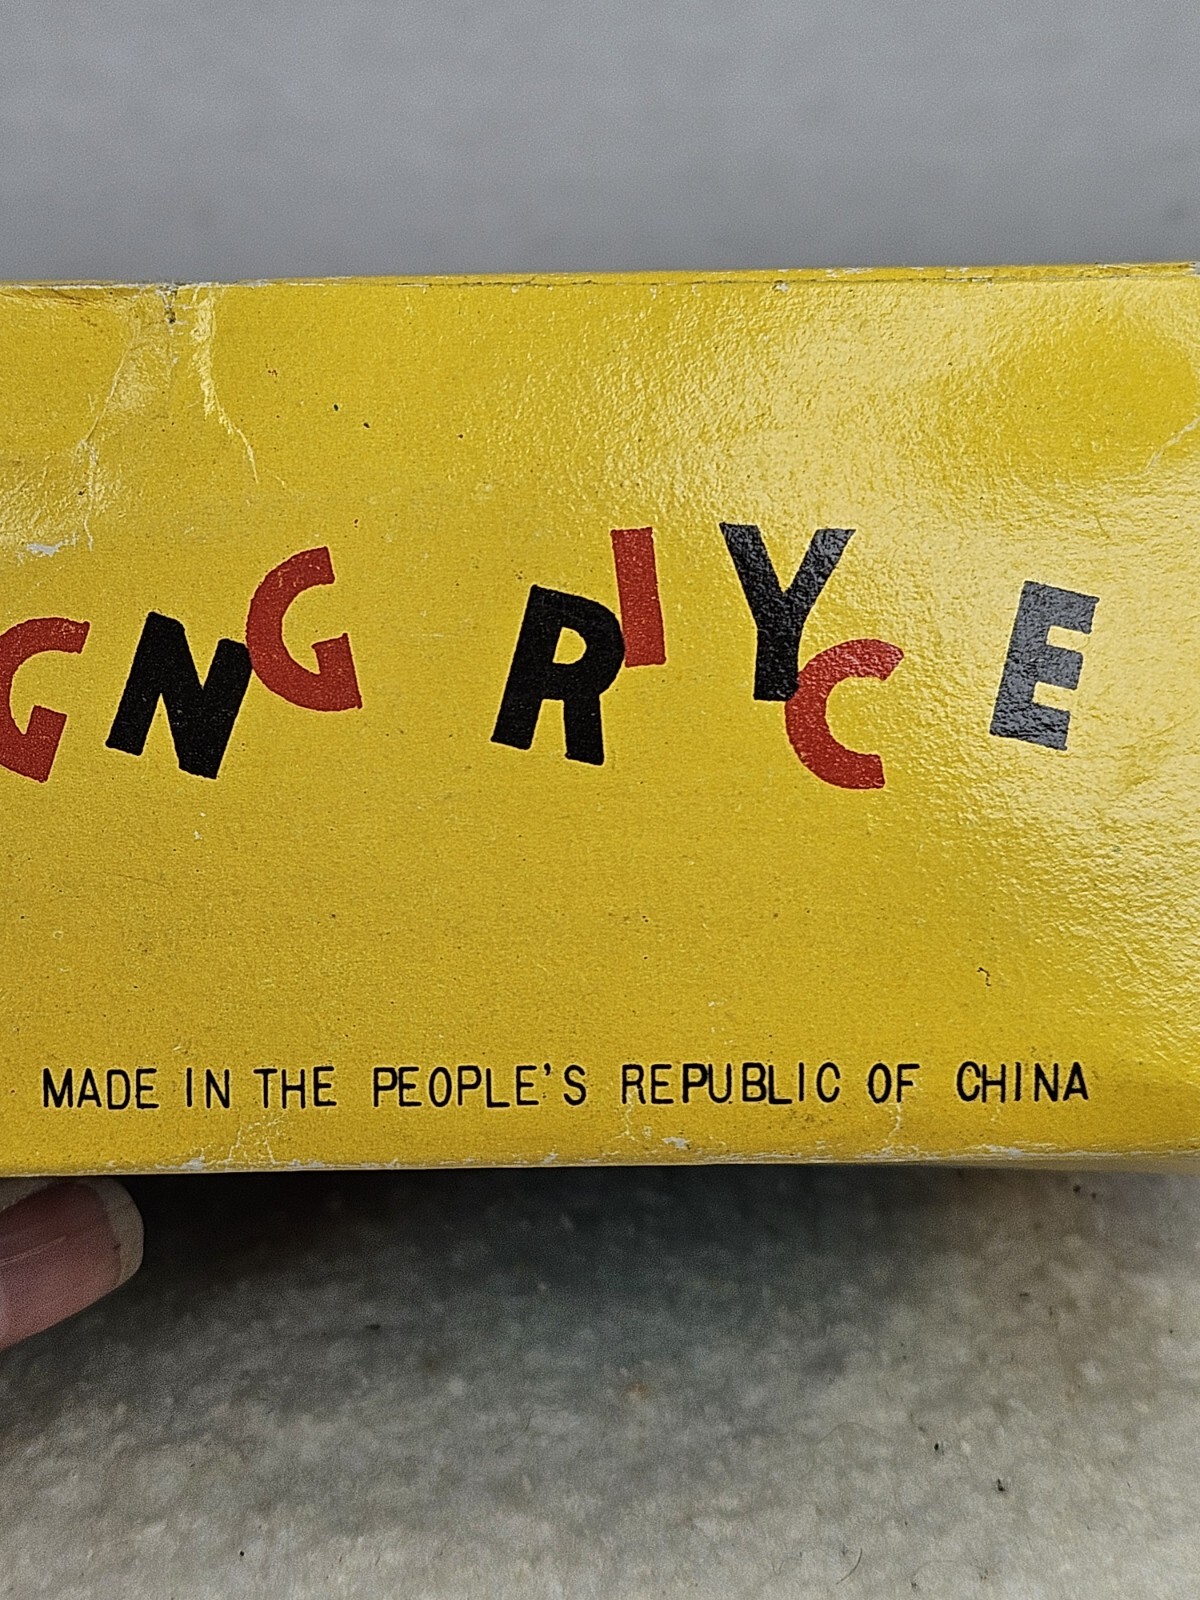 GNG RIYCE
MADE IN THE PEOPLE'S REPUBLIC OF CHINA